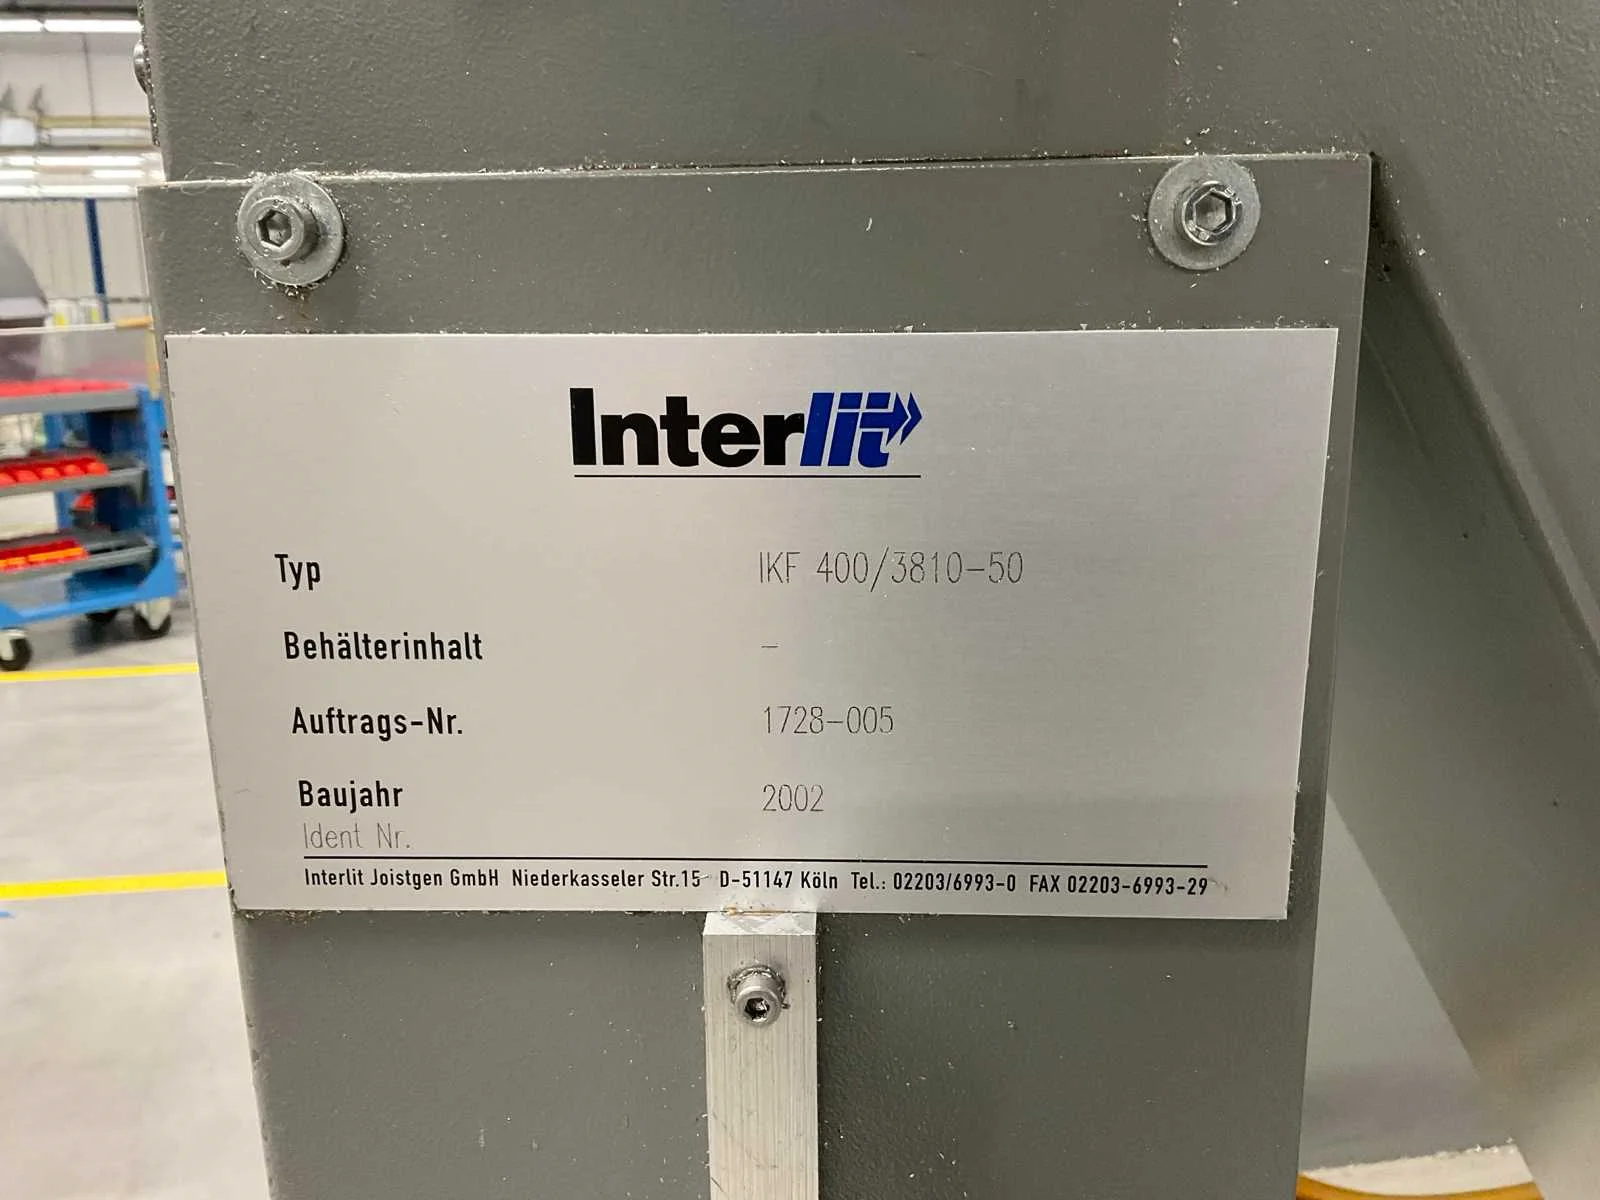 Interlit
Typ IKF 400/3810-50
Behälterinhalt -
Auftrags-Nr. 1728-005
Baujahr 2002
Ident Nr.
Interlit Joistgen GmbH Niederkasseler Str.15 D-51147 Köln Tel.: 02203/6993-0 FAX 02203-6993-29